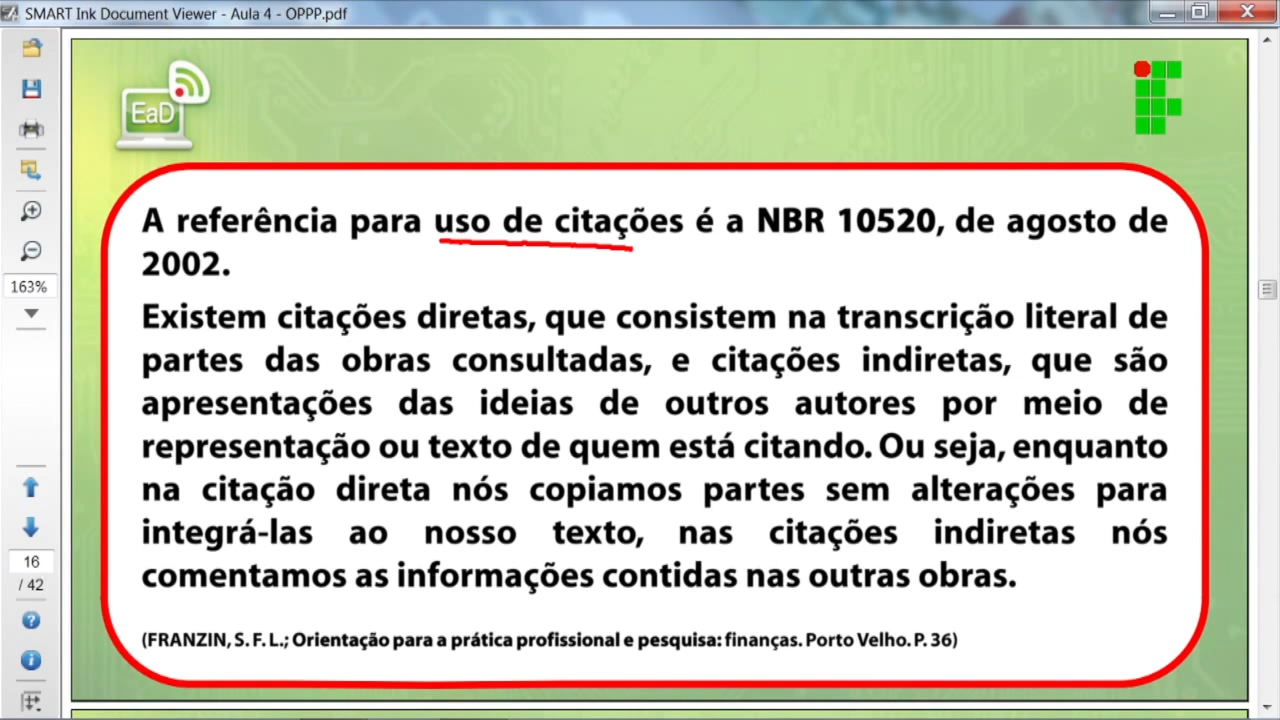 SMART Ink Document Viewer - Aula 4 - OPPP.pdf
EaD
A referência para uso de citações é a NBR 10520, de agosto de
2002.
Existem citações diretas, que consistem na transcrição literal de
partes das obras consultadas, e citações indiretas, que são
apresentações das ideias de outros autores por meio de
representação ou texto de quem está citando. Ou seja, enquanto
na citação direta nós copiamos partes sem alterações para
integrá-las ao nosso texto, nas citações indiretas nós
comentamos as informações contidas nas outras obras.
(FRANZIN, S. F. L.; Orientação para a prática profissional e pesquisa: finanças. Porto Velho. P. 36)
163%
16
/ 42